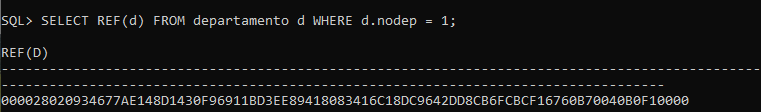 SQL> SELECT REF(d) FROM departamento d WHERE d.nodep = 1;
REF(D)
---------------------------------------------------------------------------------------------------
--------------------------------------------------------------------------------------
000028020934677AE148D1430F96911BD3EE89418083416C18DC9642DD8CB6FCBCF16760B70040B0F10000